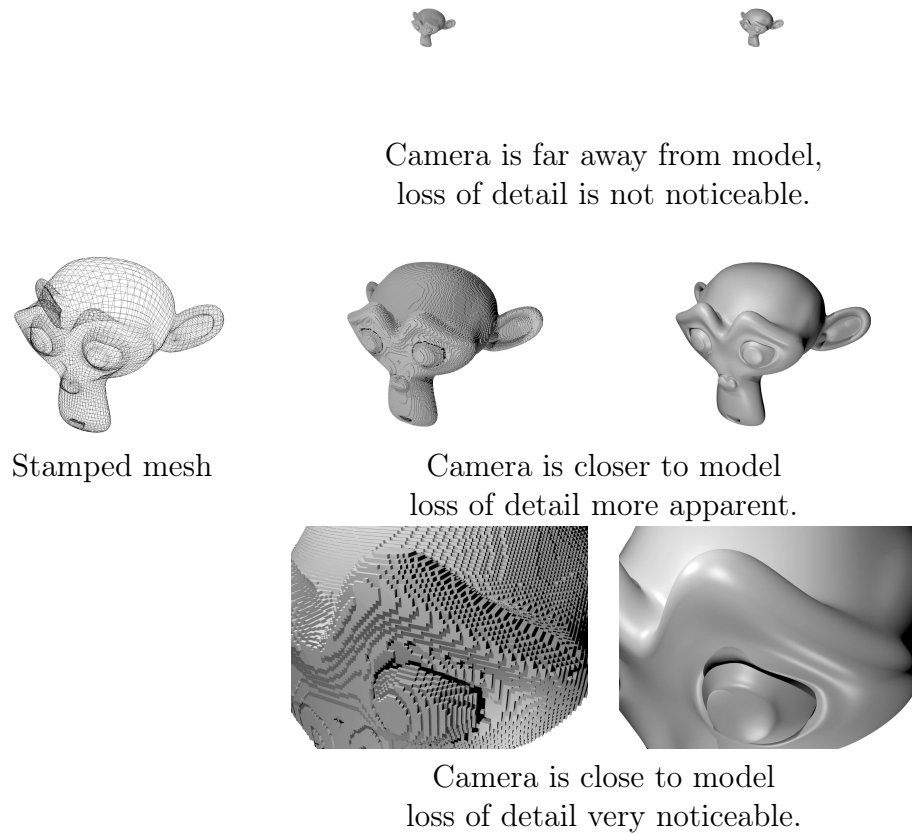 Camera is far away from model,
loss of detail is not noticeable.
Stamped mesh
Camera is closer to model
loss of detail more apparent.
Camera is close to model
loss of detail very noticeable.